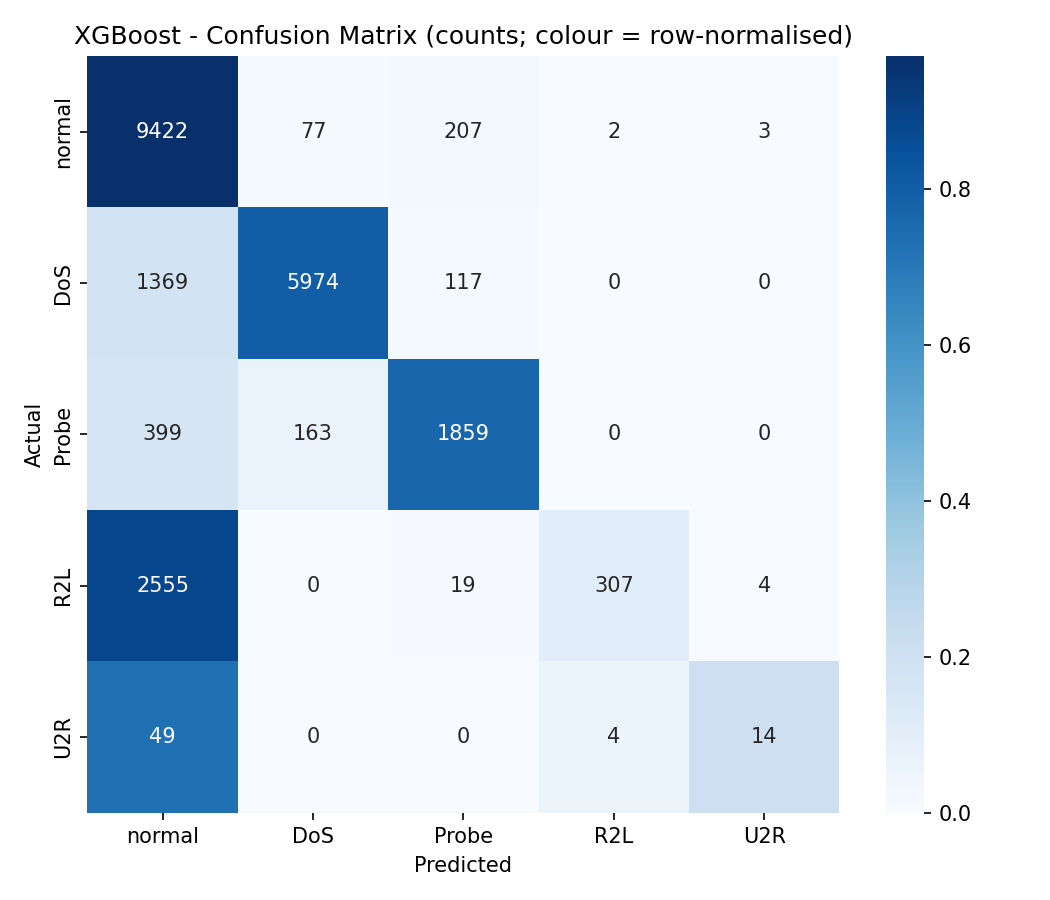 XGBoost - Confusion Matrix (counts; colour = row-normalised)
normal 9422 77 207 2 3
0.8
DoS 1369 5974 117 0 0
0.6
Actual
Probe 399 163 1859 0 0
0.4
R2L 2555 0 19 307 4
0.2
U2R 49 0 0 4 14
0.0
normal DoS Probe R2L U2R
Predicted